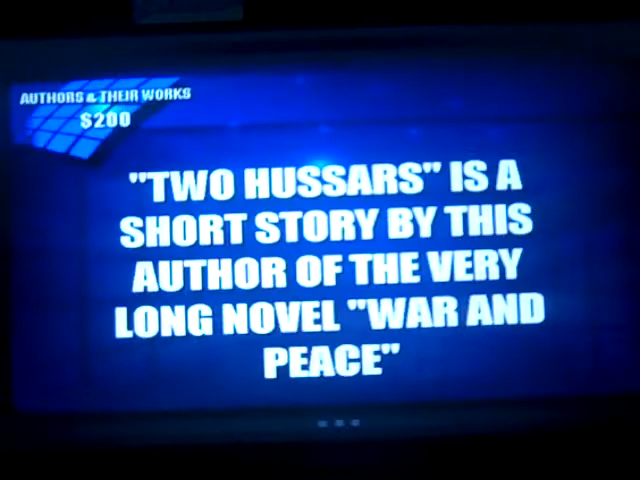 AUTHORS & THEIR WORKS
$200
"TWO HUSSARS" IS A
SHORT STORY BY THIS
AUTHOR OF THE VERY
LONG NOVEL "WAR AND
PEACE"